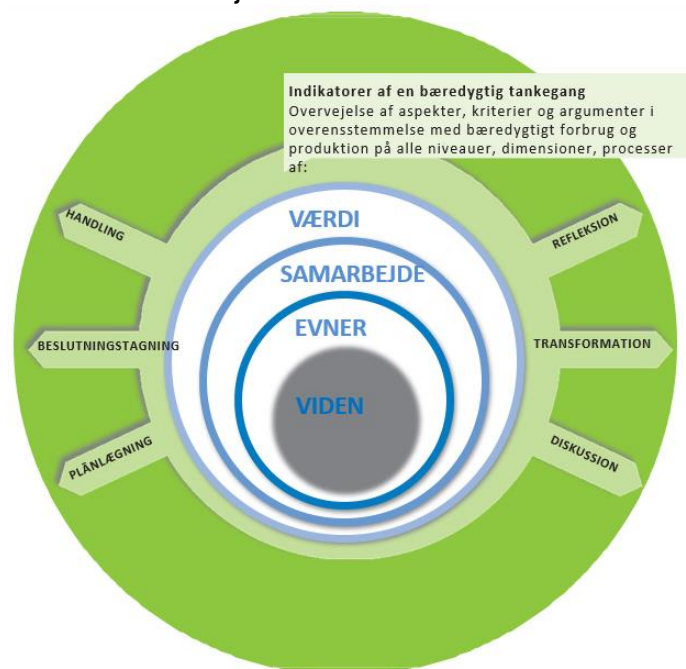 Indikatorer af en bæredygtig tankegang
Overvejelse af aspekter, kriterier og argumenter i
overensstemmelse med bæredygtigt forbrug og
produktion på alle niveauer, dimensioner, processer
af:
VÆRDI
SAMARBEJDE
EVNER
VIDEN
HANDLING
BESLUTNINGSTAGNING
PLÅNLÆGNING
REFLEKSION
TRANSFORMATION
DISKUSSION